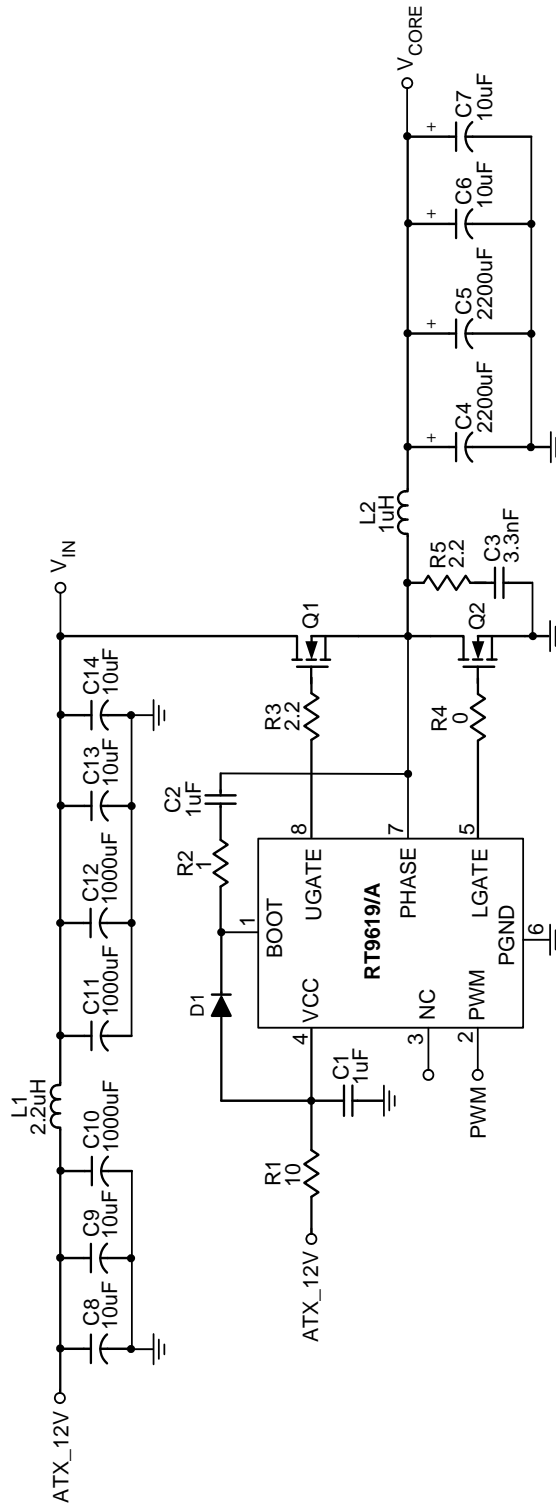 ATX_12V
C8
10uF
C9
10uF
C10
1000uF
L1
2.2uH
C11
1000uF
C12
1000uF
C13
10uF
C14
10uF
VIN
ATX_12V
R1
10
C1
1uF
D1
R2
1
C2
1uF
1
BOOT
4
VCC
RT9619/A
3
NC
2
PWM
PWM
UGATE
8
PHASE
7
LGATE
5
PGND
6
R3
2.2
Q1
R4
0
Q2
R5
2.2
C3
3.3nF
L2
1uH
+
C4
2200uF
+
C5
2200uF
+
C6
10uF
+
C7
10uF
VCORE